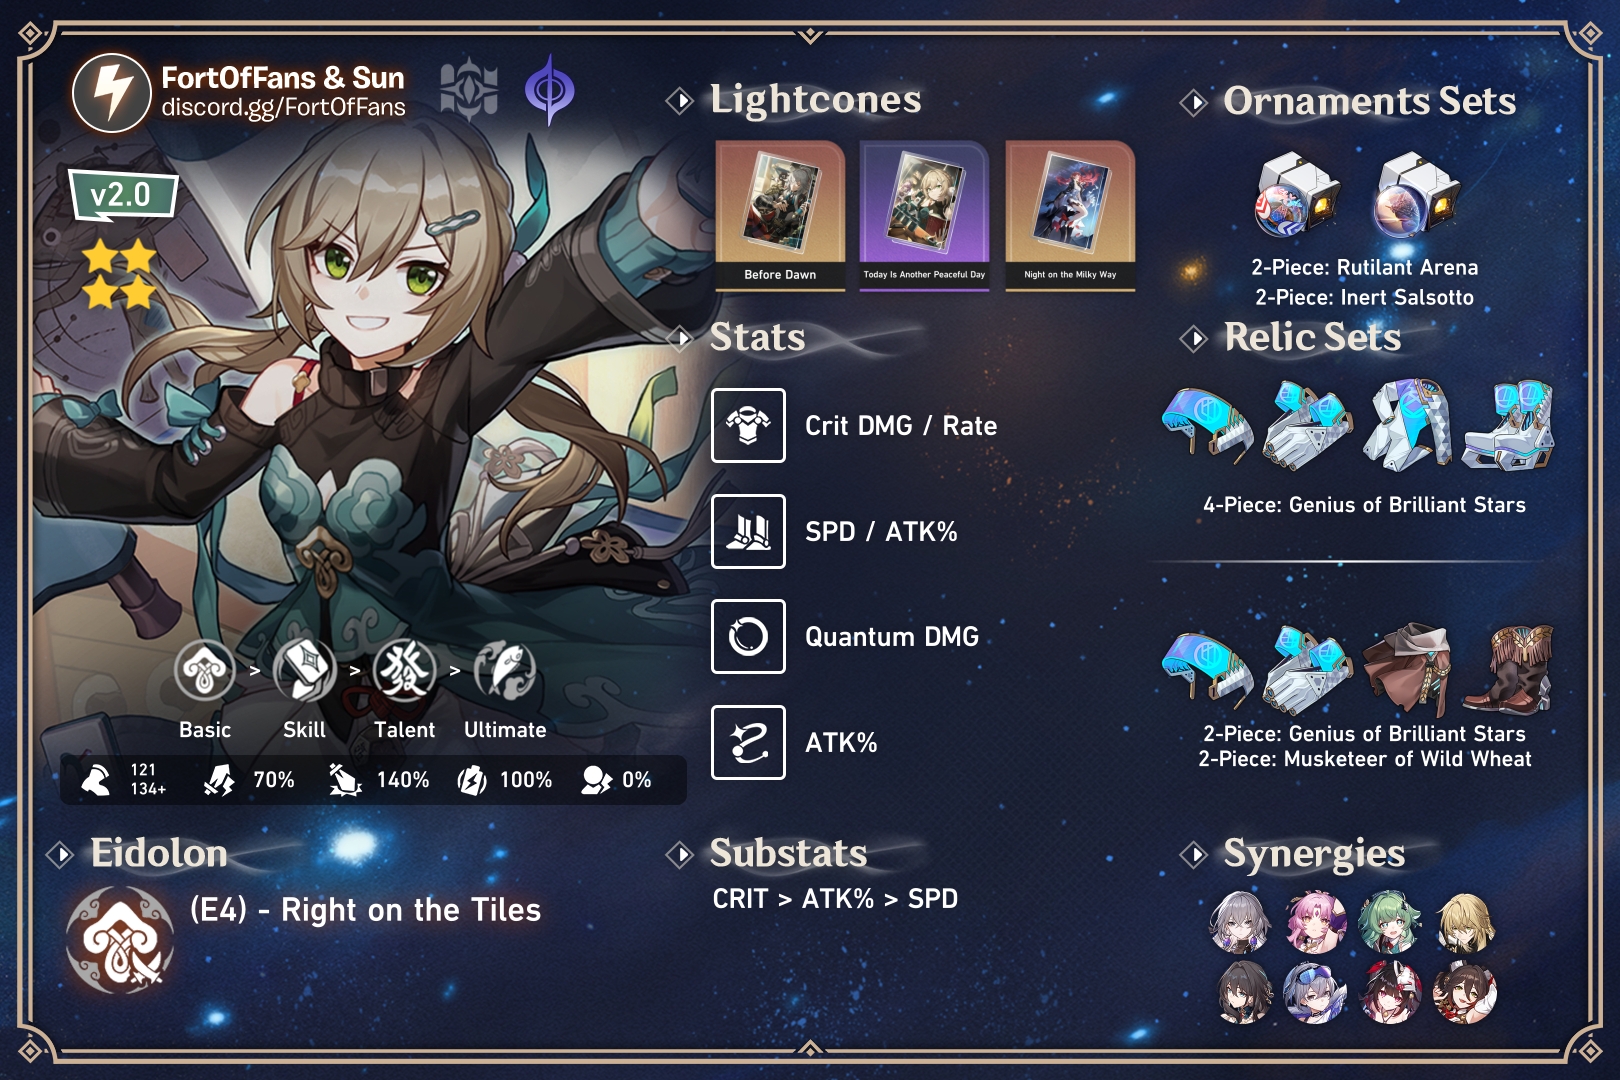 FortOfFans & Sun
discord.gg/FortOfFans
v2.0
Basic > Skill > Talent > Ultimate
發
121
134+
70%
140%
100%
0%
Eidolon
(E4) - Right on the Tiles
Lightcones
Before Dawn
Today Is Another Peaceful Day
Night on the Milky Way
Stats
Crit DMG / Rate
SPD / ATK%
Quantum DMG
ATK%
Substats
CRIT > ATK% > SPD
Ornaments Sets
2-Piece: Rutilant Arena
2-Piece: Inert Salsotto
Relic Sets
4-Piece: Genius of Brilliant Stars
2-Piece: Genius of Brilliant Stars
2-Piece: Musketeer of Wild Wheat
Synergies